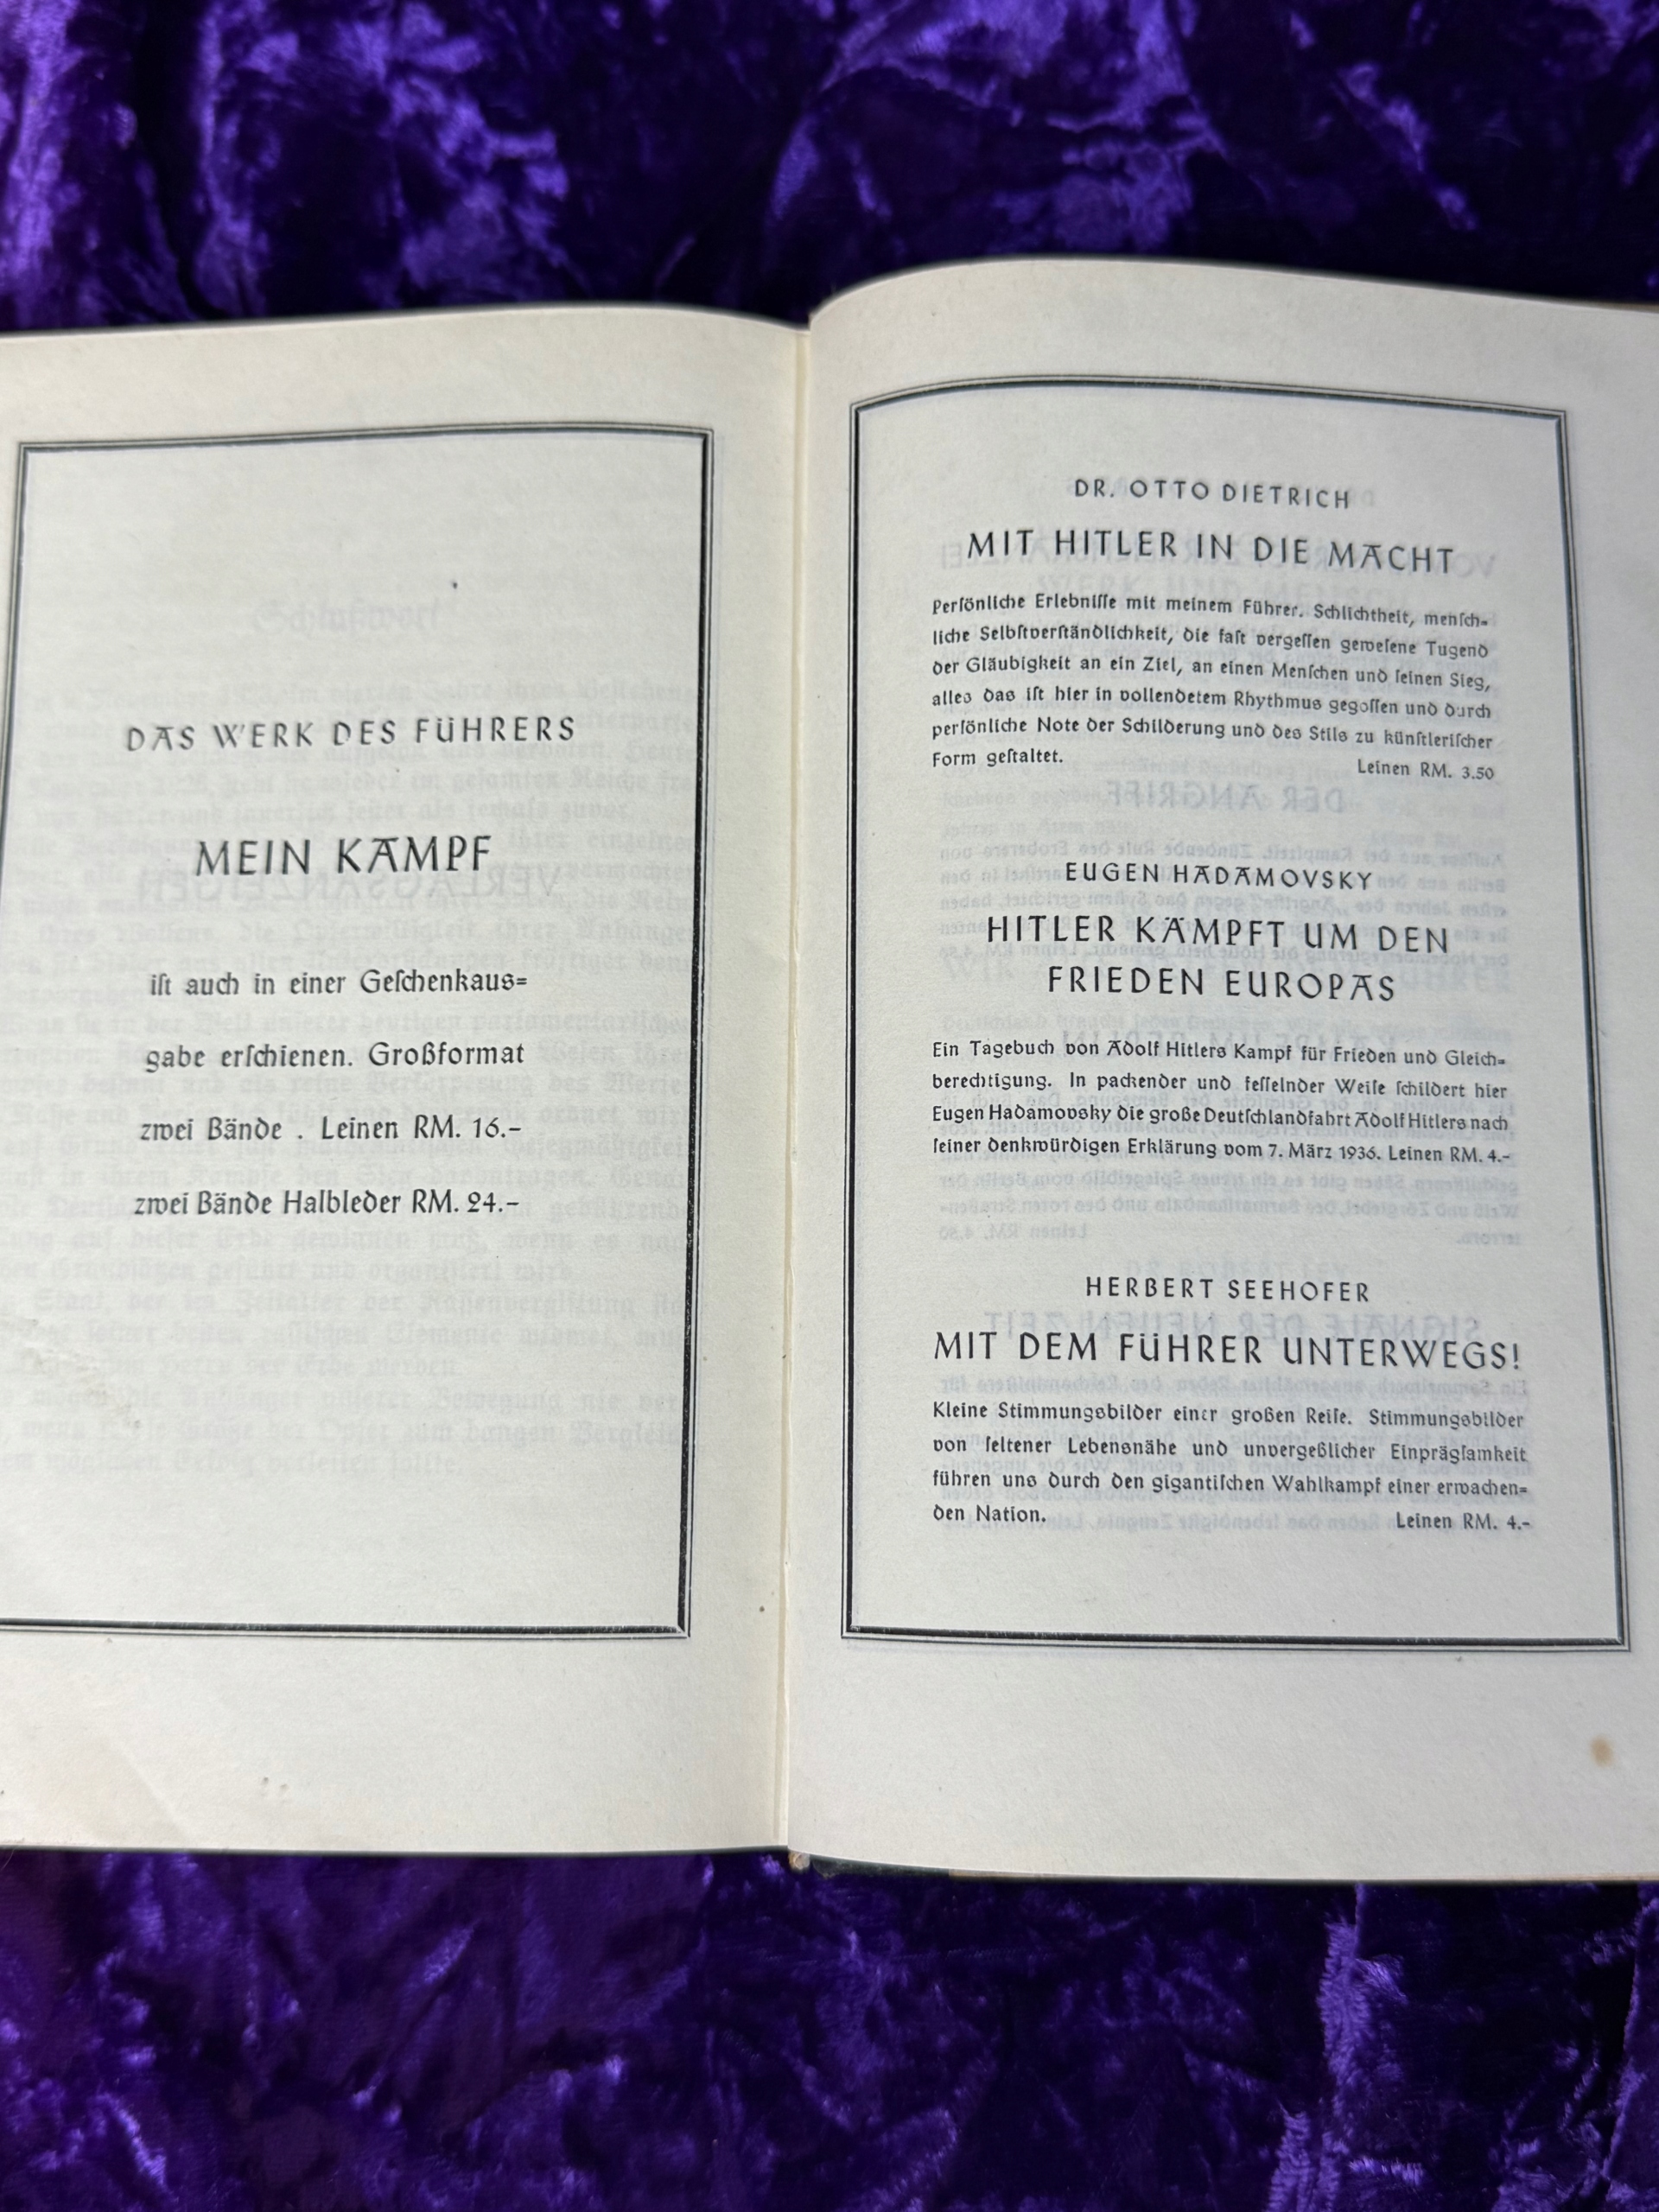 DAS WERK DES FÜHRERS
MEIN KAMPF
iſt auch in einer Geſchenkaus=
gabe erſchienen. Großformat
zwei Bände . Leinen RM. 16.-
zwei Bände Halbleder RM. 24.-
DR. OTTO DIETRICH
MIT HITLER IN DIE MACHT
Perſönliche Erlebniſſe mit meinem Führer. Schlichtheit, menſch=
liche Selbſtverſtändlichkeit, die faſt vergeſſen geweſene Tugend
der Gläubigkeit an ein Ziel, an einen Menſchen und ſeinen Sieg,
alles das iſt hier in vollendetem Rhythmus gegoſſen und durch
perſönliche Note der Schilderung und des Stils zu künſtleriſcher
Form geſtaltet. Leinen RM. 3.50
EUGEN HADAMOVSKY
HITLER KÄMPFT UM DEN
FRIEDEN EUROPAS
Ein Tagebuch von Adolf Hitlers Kampf für Frieden und Gleich=
berechtigung. In packender und feſſelnder Weiſe ſchildert hier
Eugen Hadamovsky die große Deutſchlandfahrt Adolf Hitlers nach
ſeiner denkwürdigen Erklärung vom 7. März 1936. Leinen RM. 4.-
HERBERT SEEHOFER
MIT DEM FÜHRER UNTERWEGS!
Kleine Stimmungsbilder einer großen Reiſe. Stimmungsbilder
von ſeltener Lebensnähe und unvergeßlicher Einprägſamkeit
führen uns durch den gigantiſchen Wahlkampf einer erwachen=
den Nation. Leinen RM. 4.-